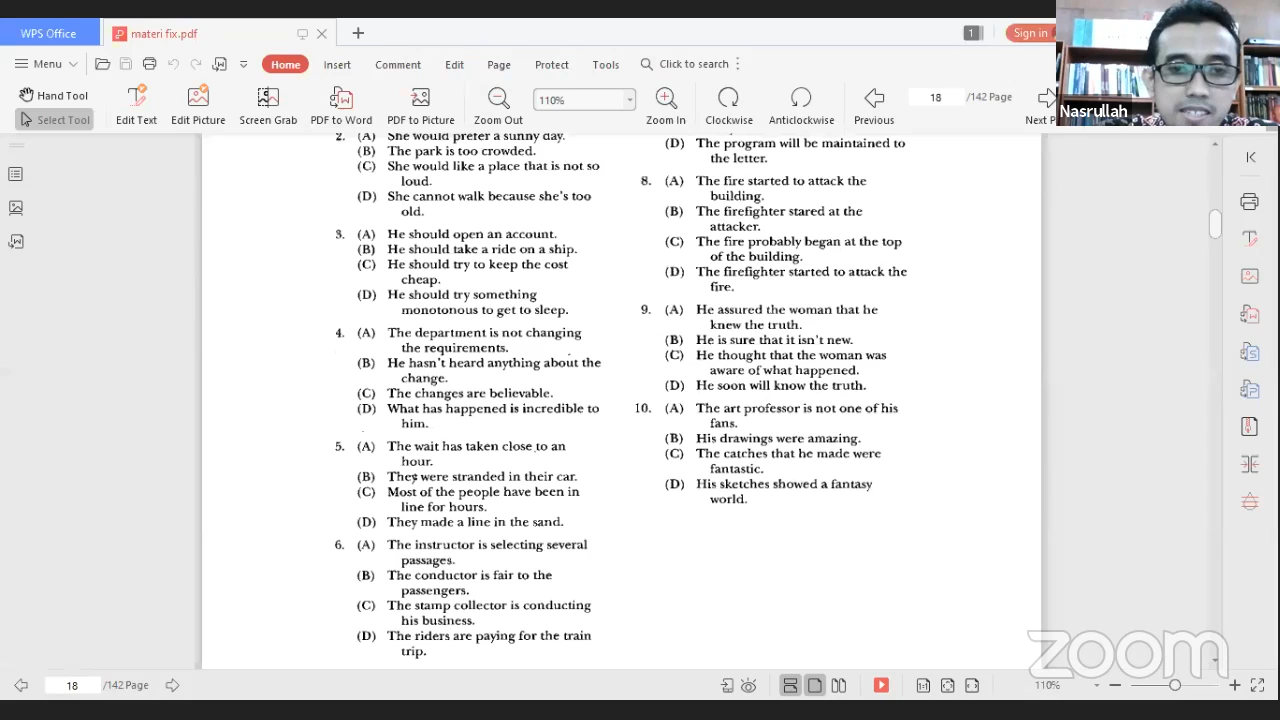 WPS Office
materi fix.pdf
1
Sign in
Menu
Home
Insert
Comment
Edit
Page
Protect
Tools
Click to search
Hand Tool
Select Tool
Edit Text
Edit Picture
Screen Grab
PDF to Word
PDF to Picture
Zoom Out
110%
Zoom In
Clockwise
Anticlockwise
Previous
18
/142 Page
Next P
Nasrullah
2. (A) She would prefer a sunny day.
(B) The park is too crowded.
(C) She would like a place that is not so
loud.
(D) She cannot walk because she's too
old.
3. (A) He should open an account.
(B) He should take a ride on a ship.
(C) He should try to keep the cost
cheap.
(D) He should try something
monotonous to get to sleep.
4. (A) The department is not changing
the requirements.
(B) He hasn't heard anything about the
change.
(C) The changes are believable.
(D) What has happened is incredible to
him.
5. (A) The wait has taken close to an
hour.
(B) They were stranded in their car.
(C) Most of the people have been in
line for hours.
(D) They made a line in the sand.
6. (A) The instructor is selecting several
passages.
(B) The conductor is fair to the
passengers.
(C) The stamp collector is conducting
his business.
(D) The riders are paying for the train
trip.
(D) The program will be maintained to
the letter.
8. (A) The fire started to attack the
building.
(B) The firefighter stared at the
attacker.
(C) The fire probably began at the top
of the building.
(D) The firefighter started to attack the
fire.
9. (A) He assured the woman that he
knew the truth.
(B) He is sure that it isn't new.
(C) He thought that the woman was
aware of what happened.
(D) He soon will know the truth.
10. (A) The art professor is not one of his
fans.
(B) His drawings were amazing.
(C) The catches that he made were
fantastic.
(D) His sketches showed a fantasy
world.
zoom
18
/142 Page
110%